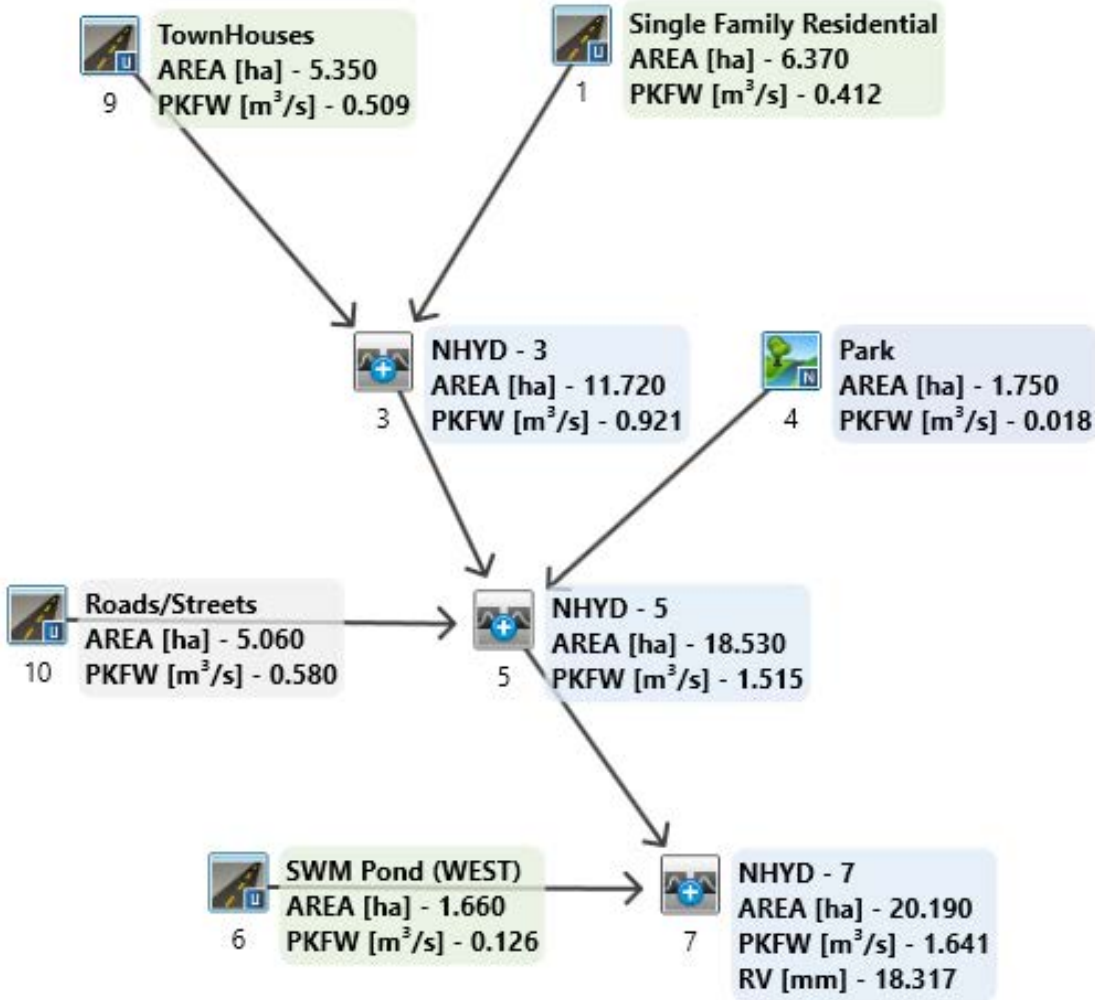 TownHouses
AREA [ha] - 5.350
PKFW [m³/s] - 0.509
U
9
Single Family Residential
AREA [ha] - 6.370
PKFW [m³/s] - 0.412
U
1
NHYD - 3
AREA [ha] - 11.720
PKFW [m³/s] - 0.921
3
Park
AREA [ha] - 1.750
PKFW [m³/s] - 0.018
N
4
Roads/Streets
AREA [ha] - 5.060
PKFW [m³/s] - 0.580
U
10
NHYD - 5
AREA [ha] - 18.530
PKFW [m³/s] - 1.515
5
SWM Pond (WEST)
AREA [ha] - 1.660
PKFW [m³/s] - 0.126
U
6
NHYD - 7
AREA [ha] - 20.190
PKFW [m³/s] - 1.641
RV [mm] - 18.317
7